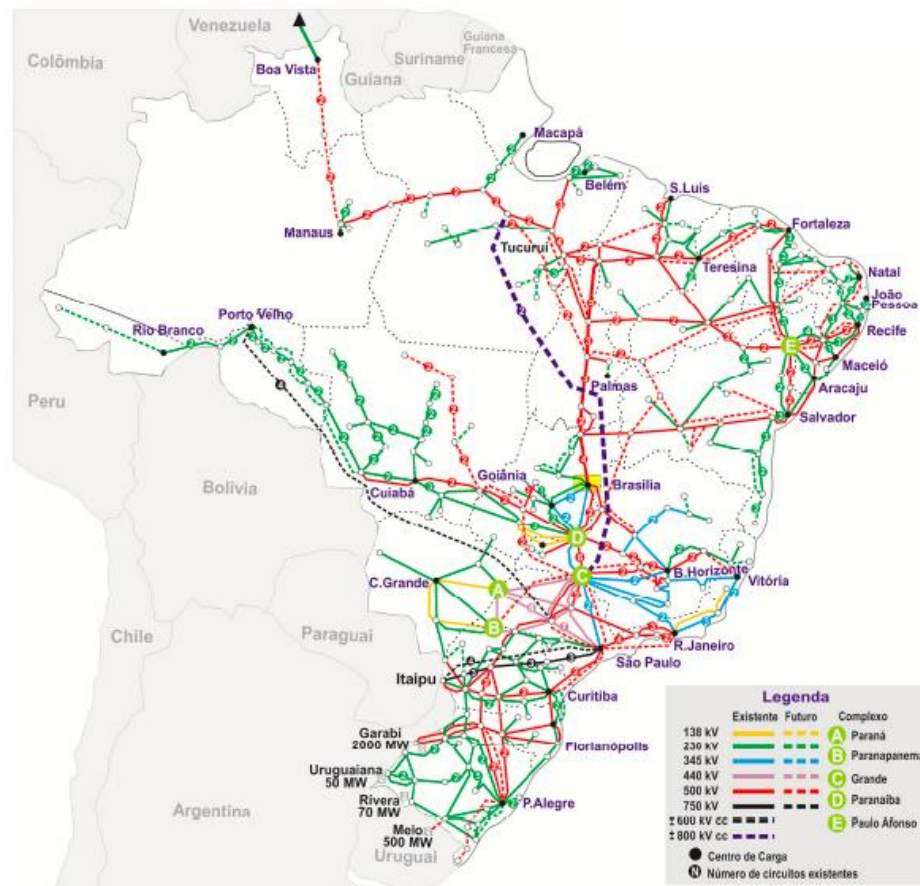 Venezuela
Guiana
Francesa
Colômbia
Suriname
Boa Vista
Guiana
Macapá
Belém
S.Luís
Manaus
Fortaleza
Tucuruí
Teresina
Natal
João
Pessoa
Porto Velho
Rio Branco
Recife
E
Maceió
Peru
Palmas
Aracaju
Salvador
Goiânia
Brasília
Bolivia
Cuiabá
D
C
B.Horizonte
Vitória
C.Grande
A
Paraguai
B
R.Janeiro
Chile
São Paulo
Itaipu
Curitiba
Garabi
2000 MW
Florianópolis
Uruguaiana
50 MW
Rivera
70 MW
P.Alegre
Argentina
Melo
500 MW
Uruguai
Legenda
Existente Futuro Complexo
138 kV A Paraná
230 kV
345 kV B Paranapanema
440 kV C Grande
500 kV
750 kV D Paranaíba
±600 kV cc
±800 kV cc E Paulo Afonso
Centro de Carga
N Número de circuitos existentes